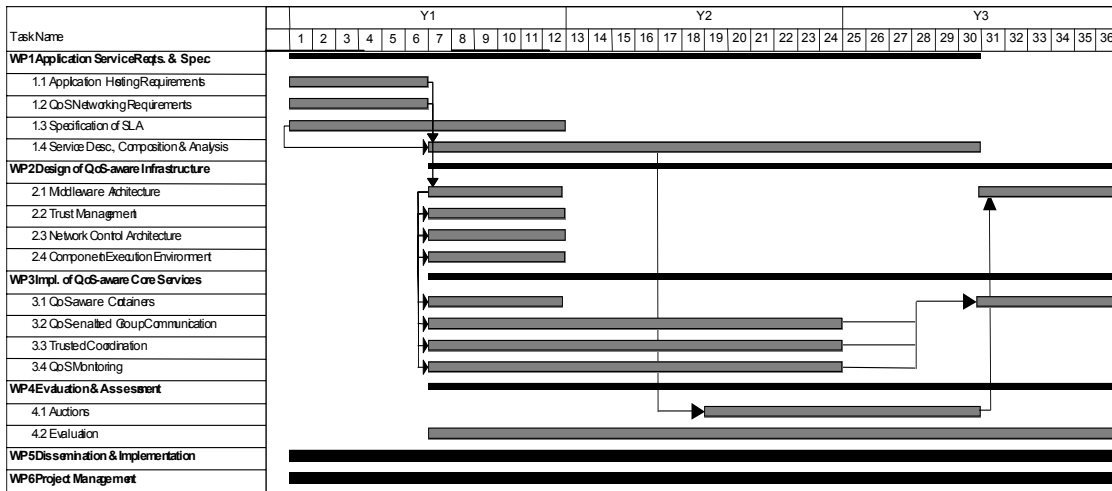 Y1 Y2 Y3
Task Name 1 2 3 4 5 6 7 8 9 10 11 12 13 14 15 16 17 18 19 20 21 22 23 24 25 26 27 28 29 30 31 32 33 34 35 36
WP1 Application Service Reqts. & Spec
1.1 Application Hosting Requirements
1.2 QoS Networking Requirements
1.3 Specification of SLA
1.4 Service Desc., Composition & Analysis
WP2 Design of QoS-aware Infrastructure
2.1 Middleware Architecture
2.2 Trust Management
2.3 Network Control Architecture
2.4 Component Execution Environment
WP3 Impl. of QoS-aware Core Services
3.1 QoS-aware Containers
3.2 QoS-enabled Group Communication
3.3 Trusted Coordination
3.4 QoS Monitoring
WP4 Evaluation & Assessment
4.1 Auctions
4.2 Evaluation
WP5 Dissemination & Implementation
WP6 Project Management